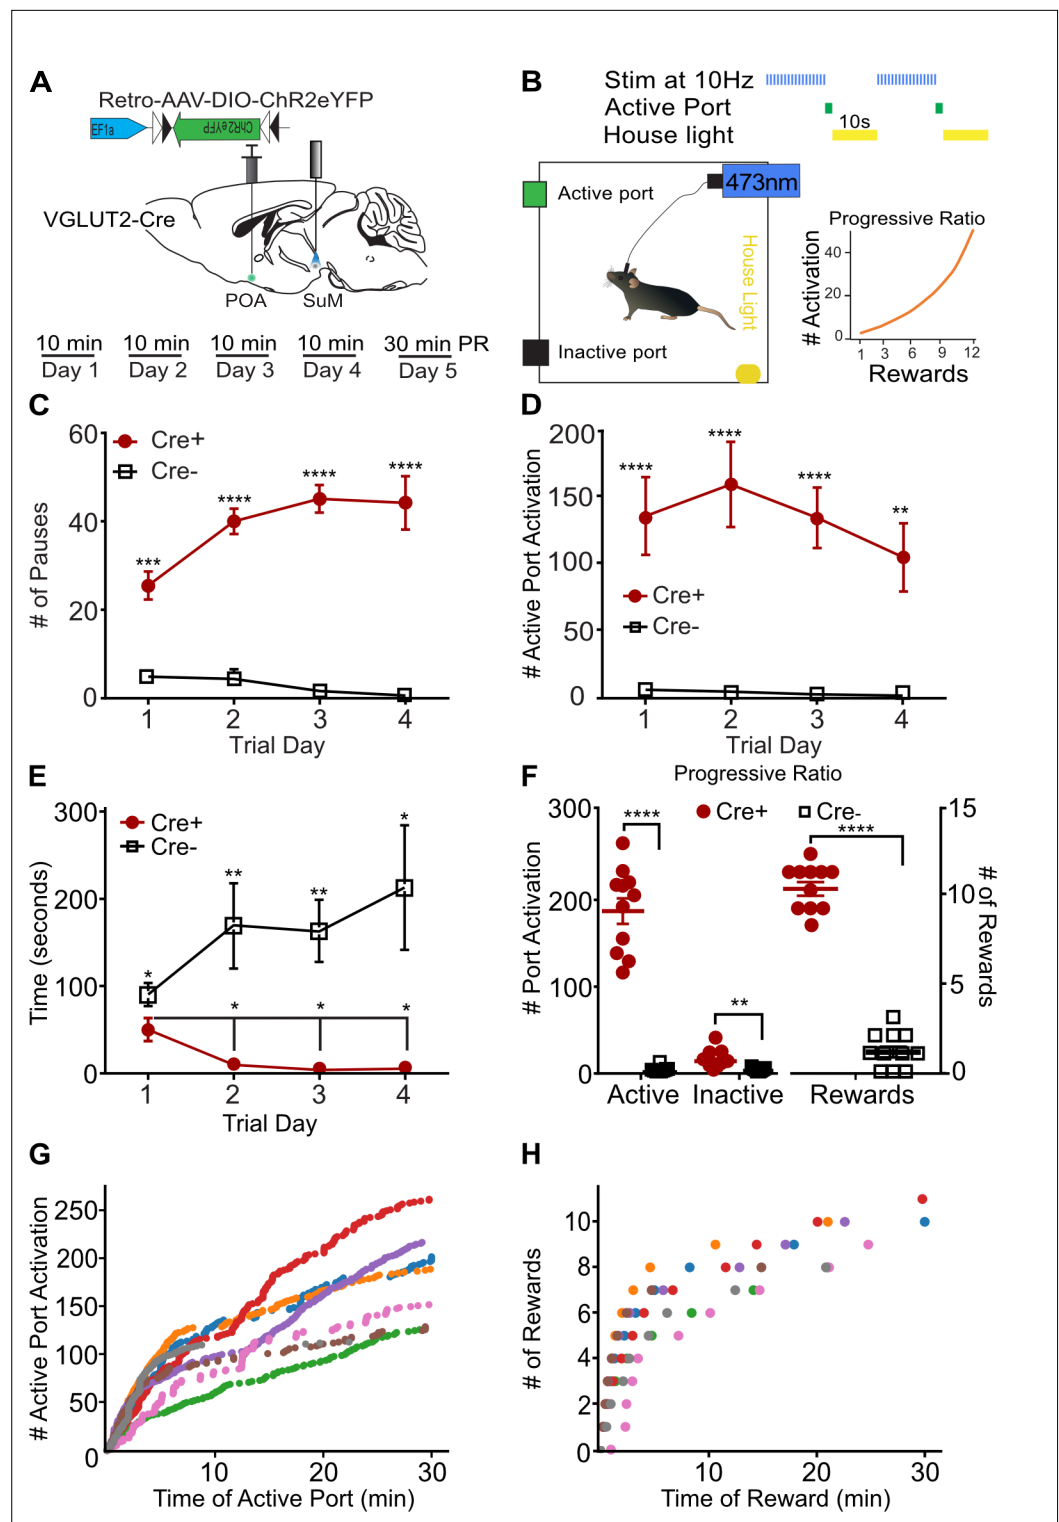 A
Retro-AAV-DIO-ChR2eYFP
EF1a
ChR2eYFP
VGLUT2-Cre
POA
SuM
10 min
10 min
10 min
10 min
30 min PR
Day 1
Day 2
Day 3
Day 4
Day 5
B
Stim at 10Hz
Active Port
House light
10s
473nm
Active port
House Light
Inactive port
Progressive Ratio
# Activation
40
20
0
1 3 6 9 12
Rewards
C
# of Pauses
60
40
20
0
Cre+
Cre-
***
****
****
****
1 2 3 4
Trial Day
D
# Active Port Activation
200
150
100
50
0
****
****
****
**
Cre+
Cre-
1 2 3 4
Trial Day
E
Time (seconds)
300
200
100
0
Cre+
Cre-
*
**
**
*
*
*
*
1 2 3 4
Trial Day
F
Progressive Ratio
# Port Activation
300
200
100
0
Cre+
Cre-
****
**
****
15
10
5
0
# of Rewards
Active
Inactive
Rewards
G
# Active Port Activation
250
200
150
100
50
0
10 20 30
Time of Active Port (min)
H
# of Rewards
10
8
6
4
2
0
10 20 30
Time of Reward (min)